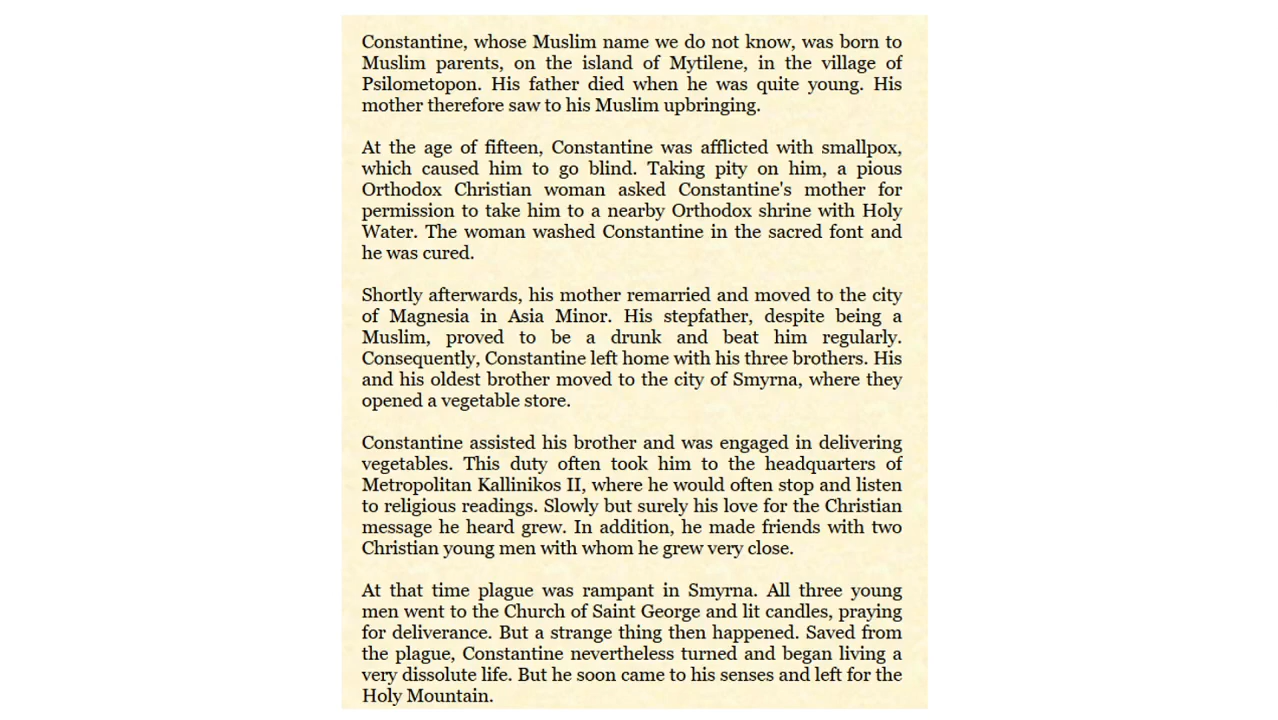 Constantine, whose Muslim name we do not know, was born to
Muslim parents, on the island of Mytilene, in the village of
Psilometopon. His father died when he was quite young. His
mother therefore saw to his Muslim upbringing.
At the age of fifteen, Constantine was afflicted with smallpox,
which caused him to go blind. Taking pity on him, a pious
Orthodox Christian woman asked Constantine's mother for
permission to take him to a nearby Orthodox shrine with Holy
Water. The woman washed Constantine in the sacred font and
he was cured.
Shortly afterwards, his mother remarried and moved to the city
of Magnesia in Asia Minor. His stepfather, despite being a
Muslim, proved to be a drunk and beat him regularly.
Consequently, Constantine left home with his three brothers. His
and his oldest brother moved to the city of Smyrna, where they
opened a vegetable store.
Constantine assisted his brother and was engaged in delivering
vegetables. This duty often took him to the headquarters of
Metropolitan Kallinikos II, where he would often stop and listen
to religious readings. Slowly but surely his love for the Christian
message he heard grew. In addition, he made friends with two
Christian young men with whom he grew very close.
At that time plague was rampant in Smyrna. All three young
men went to the Church of Saint George and lit candles, praying
for deliverance. But a strange thing then happened. Saved from
the plague, Constantine nevertheless turned and began living a
very dissolute life. But he soon came to his senses and left for the
Holy Mountain.